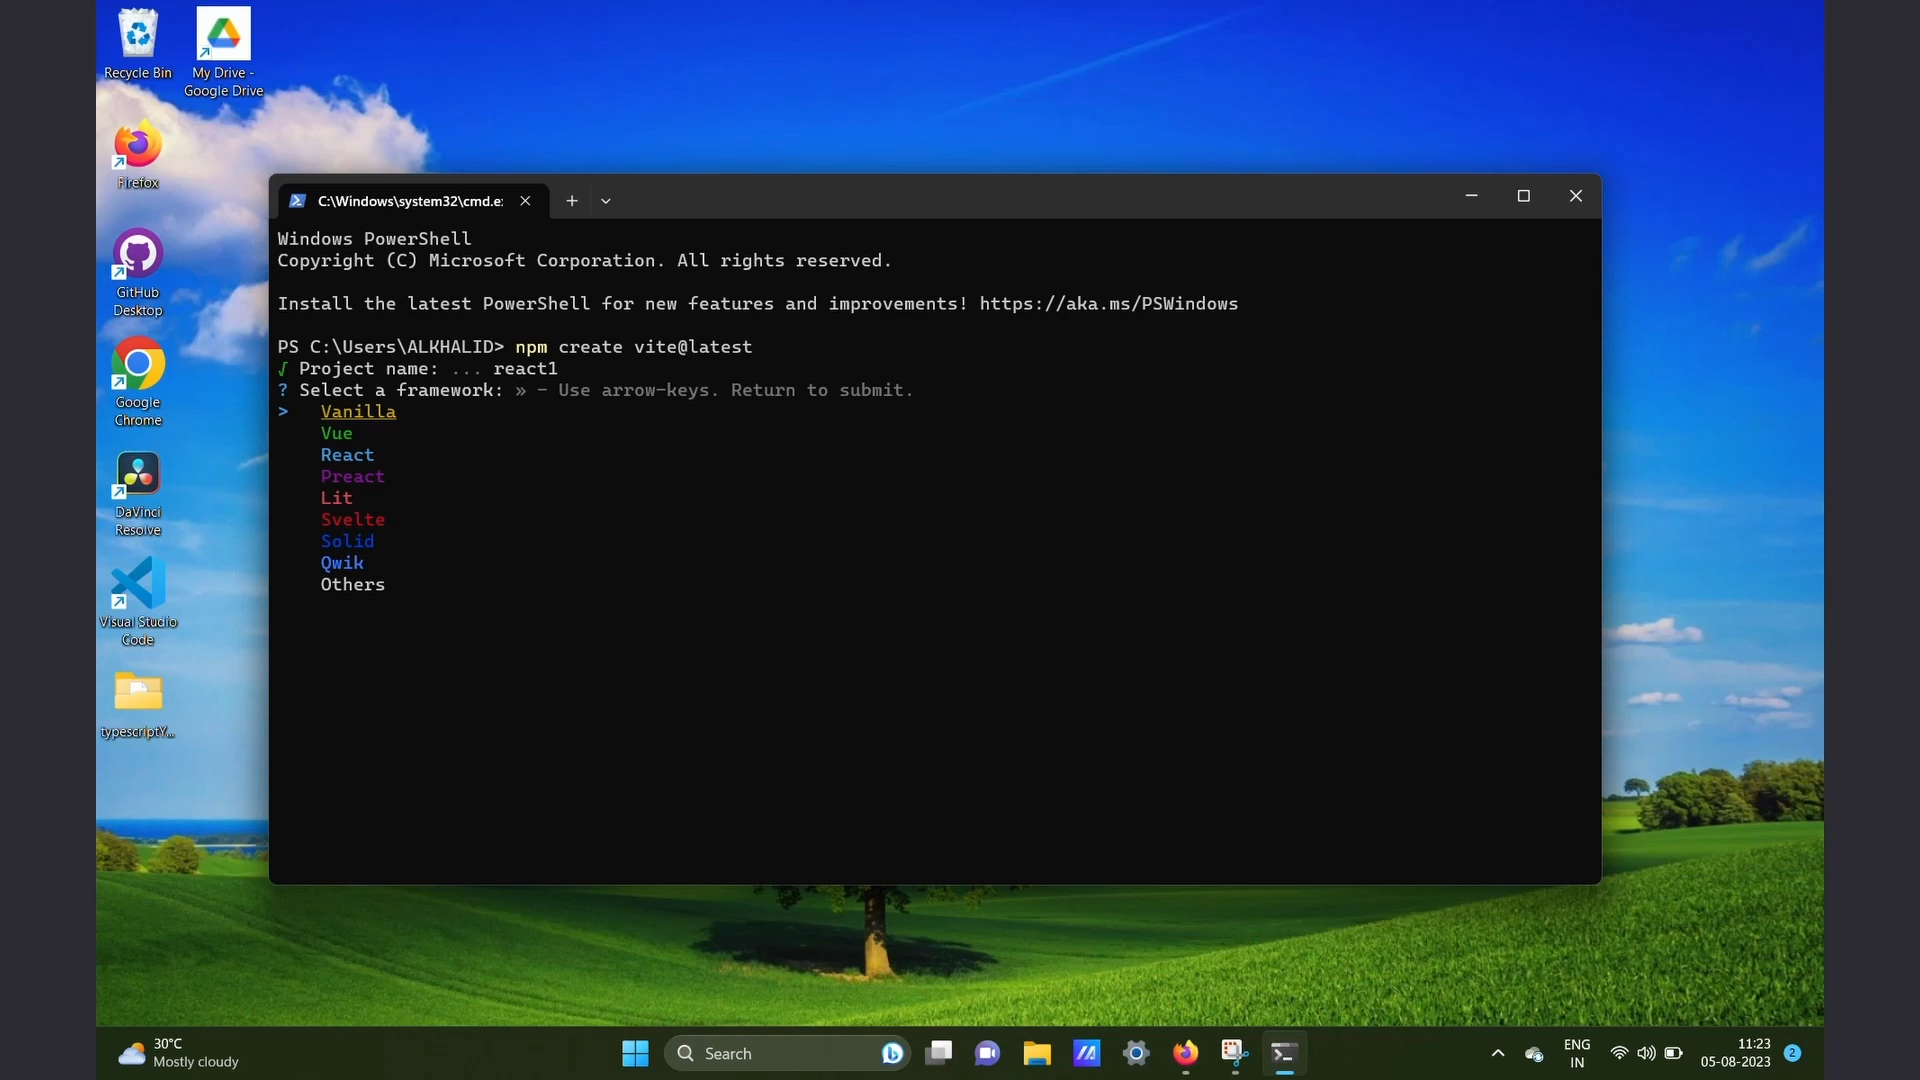 Recycle Bin
My Drive -
Google Drive
Firefox
GitHub
Desktop
Google
Chrome
DaVinci
Resolve
Visual Studio
Code
typescriptY...
C:\Windows\system32\cmd.e:
Windows PowerShell
Copyright (C) Microsoft Corporation. All rights reserved.
Install the latest PowerShell for new features and improvements! https://aka.ms/PSWindows
PS C:\Users\ALKHALID> npm create vite@latest
√ Project name: ... react1
? Select a framework: » - Use arrow-keys. Return to submit.
> Vanilla
Vue
React
Preact
Lit
Svelte
Solid
Qwik
Others
30°C
Mostly cloudy
Search
ENG
IN
11:23
05-08-2023
2